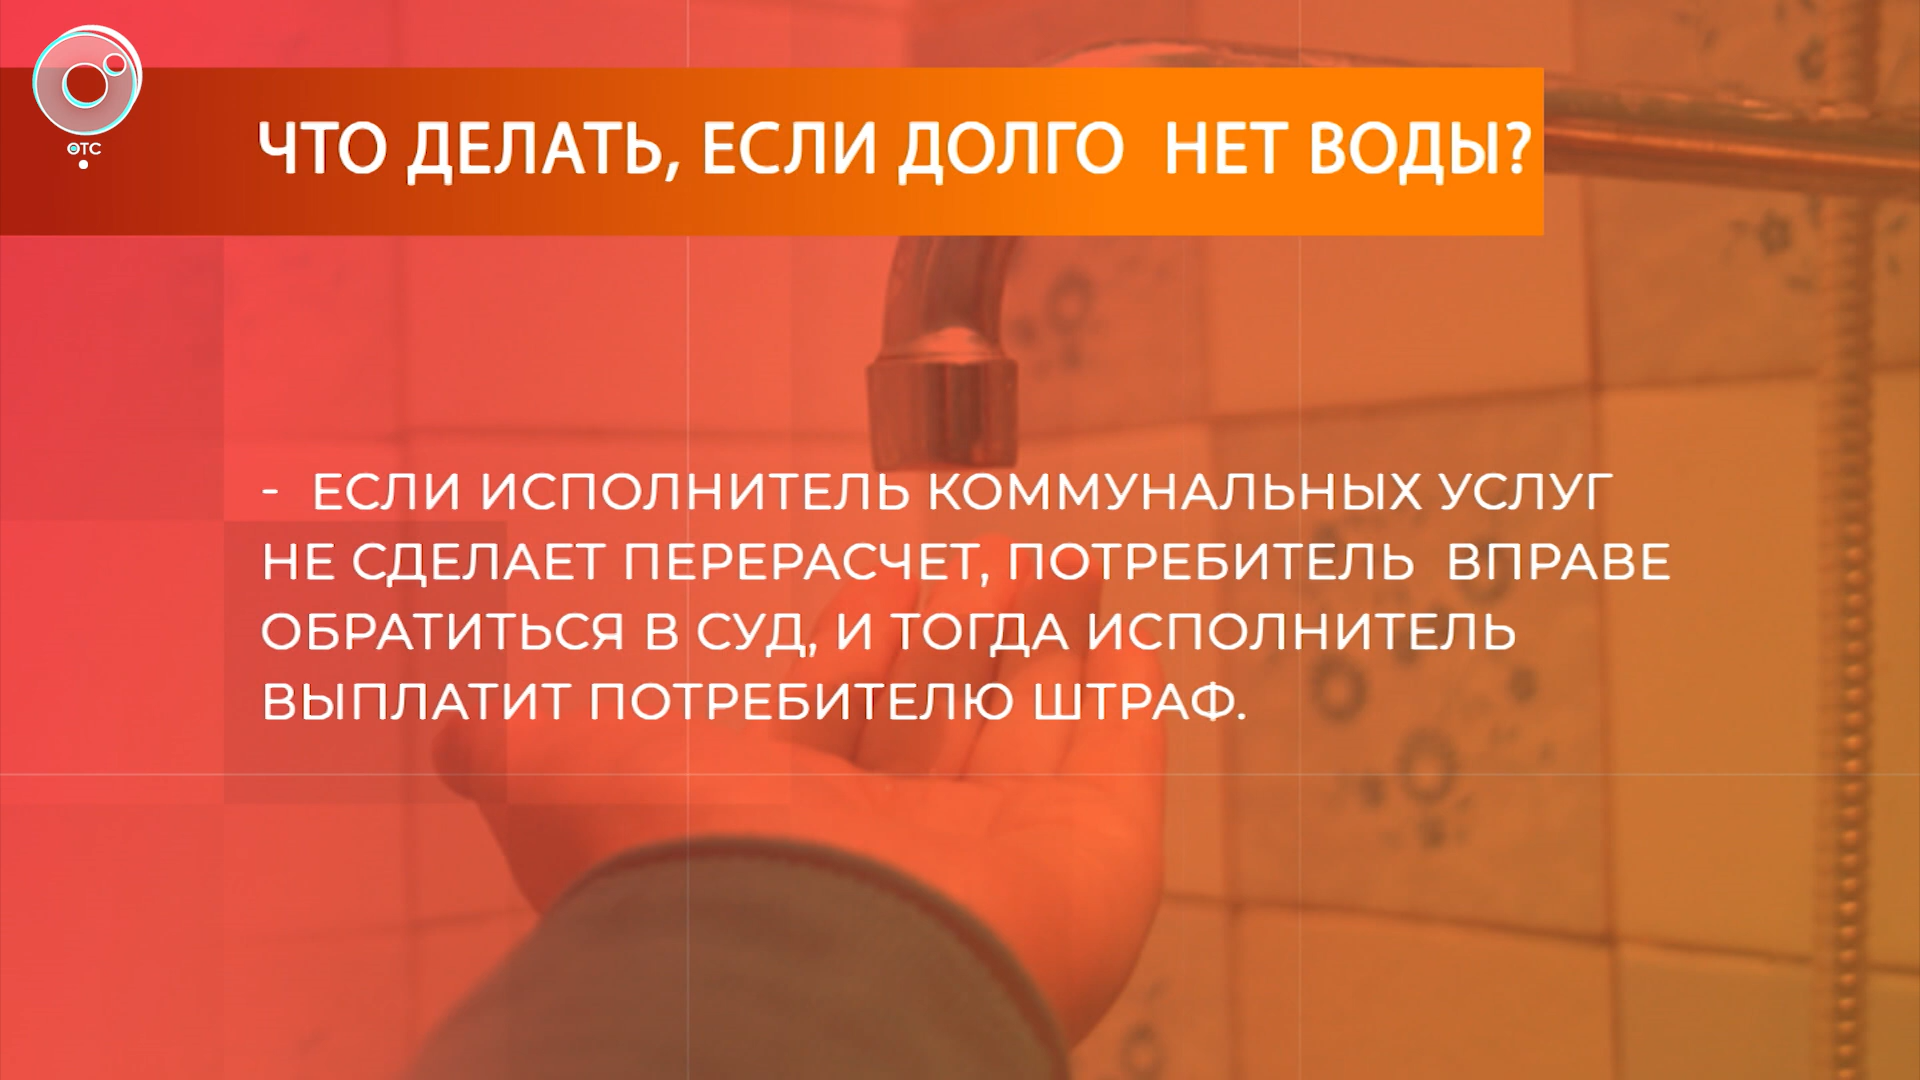 ОТС
ЧТО ДЕЛАТЬ, ЕСЛИ ДОЛГО НЕТ ВОДЫ?
- ЕСЛИ ИСПОЛНИТЕЛЬ КОММУНАЛЬНЫХ УСЛУГ
НЕ СДЕЛАЕТ ПЕРЕРАСЧЕТ, ПОТРЕБИТЕЛЬ ВПРАВЕ
ОБРАТИТЬСЯ В СУД, И ТОГДА ИСПОЛНИТЕЛЬ
ВЫПЛАТИТ ПОТРЕБИТЕЛЮ ШТРАФ.